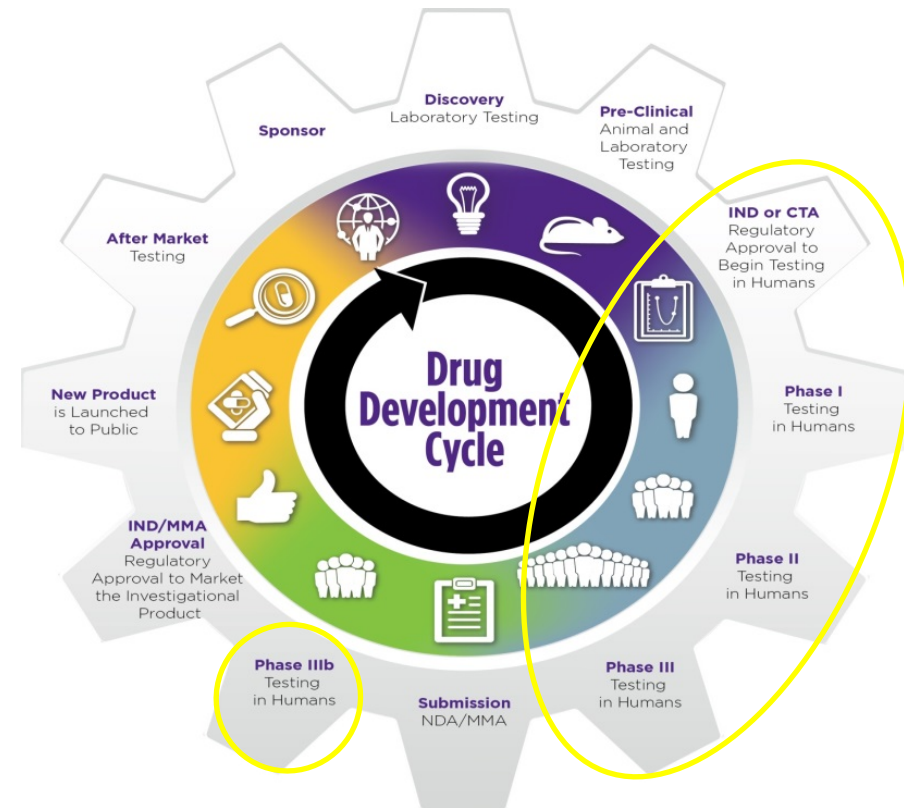 Discovery
Laboratory Testing
Pre-Clinical
Animal and
Laboratory
Testing
IND or CTA
Regulatory
Approval to
Begin Testing
in Humans
Phase I
Testing
in Humans
Phase II
Testing
in Humans
Phase III
Testing
in Humans
Submission
NDA/MMA
Phase IIIb
Testing
in Humans
IND/MMA
Approval
Regulatory
Approval to Market
the Investigational
Product
New Product
is Launched
to Public
After Market
Testing
Sponsor
Drug
Development
Cycle